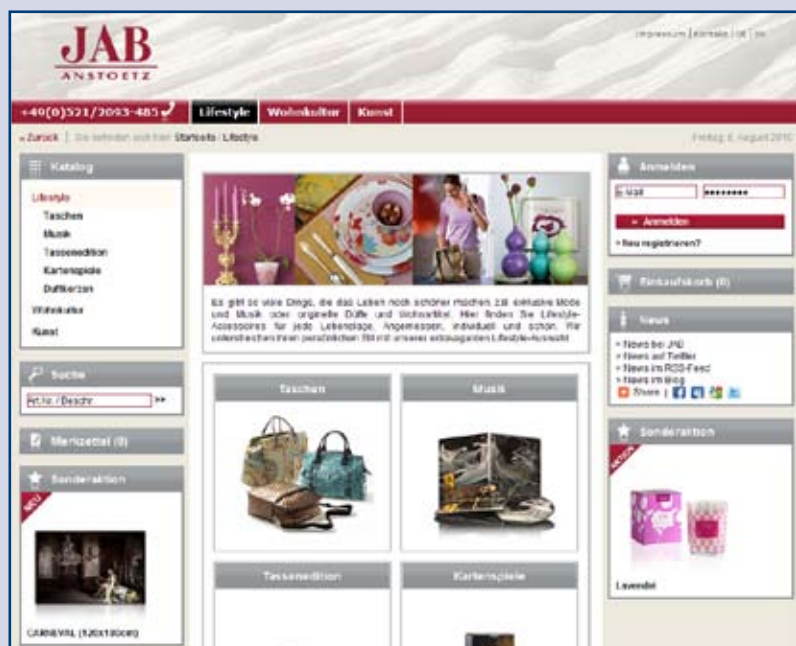 JAB
ANSTOETZ
Impressum | Kontakt | DE | EN
+49(0)521/2093-485
Lifestyle
Wohnkultur
Kunst
« Zurück | Sie befinden sich hier: Startseite : Lifestyle
Freitag, 6. August 2010
Katalog
Lifestyle
Taschen
Musik
Tassenedition
Kartenspiele
Duftkerzen
Wohnkultur
Kunst
Suche
Art.Nr. / Beschr.
»
Merkzettel (0)
Sonderaktion
NEU
CARNEVAL (120x180cm)
Es gibt so viele Dinge, die das Leben noch schöner machen, z.B. exklusive Mode
und Musik oder originelle Düfte und Wohnartikel. Hier finden Sie Lifestyle-
Accessoires für jede Lebenslage. Angemessen, individuell und schön. Wir
unterstreichen Ihren persönlichen Stil mit unserer extravaganten Lifestyle-Auswahl.
Taschen
Musik
Tassenedition
Kartenspiele
Anmelden
E-Mail
» Anmelden
» Neu registrieren?
Einkaufskorb (0)
News
» News bei JAB
» News auf Twitter
» News im RSS-Feed
» News im Blog
Share |
Sonderaktion
AKTION
Lavendel